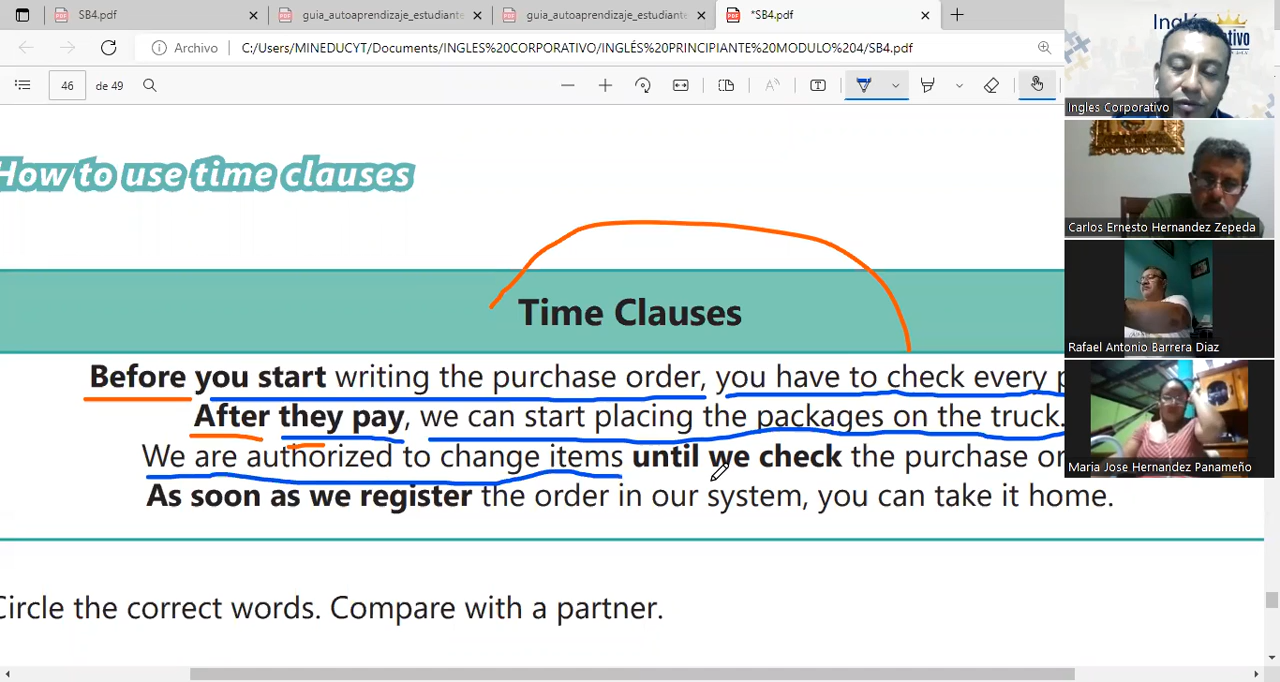 SB4.pdf
guia_autoaprendizaje_estudiante
guia_autoaprendizaje_estudiante
*SB4.pdf
Archivo
C:/Users/MINEDUCYT/Documents/INGLES%20CORPORATIVO/INGLÉS%20PRINCIPIANTE%20MODULO%204/SB4.pdf
46
de 49
Inglés
Ingles Corporativo
Carlos Ernesto Hernandez Zepeda
Rafael Antonio Barrera Diaz
Maria Jose Hernandez Panameño
How to use time clauses
Time Clauses
Before you start writing the purchase order, you have to check every
After they pay, we can start placing the packages on the truck.
We are authorized to change items until we check the purchase
As soon as we register the order in our system, you can take it home.
Circle the correct words. Compare with a partner.